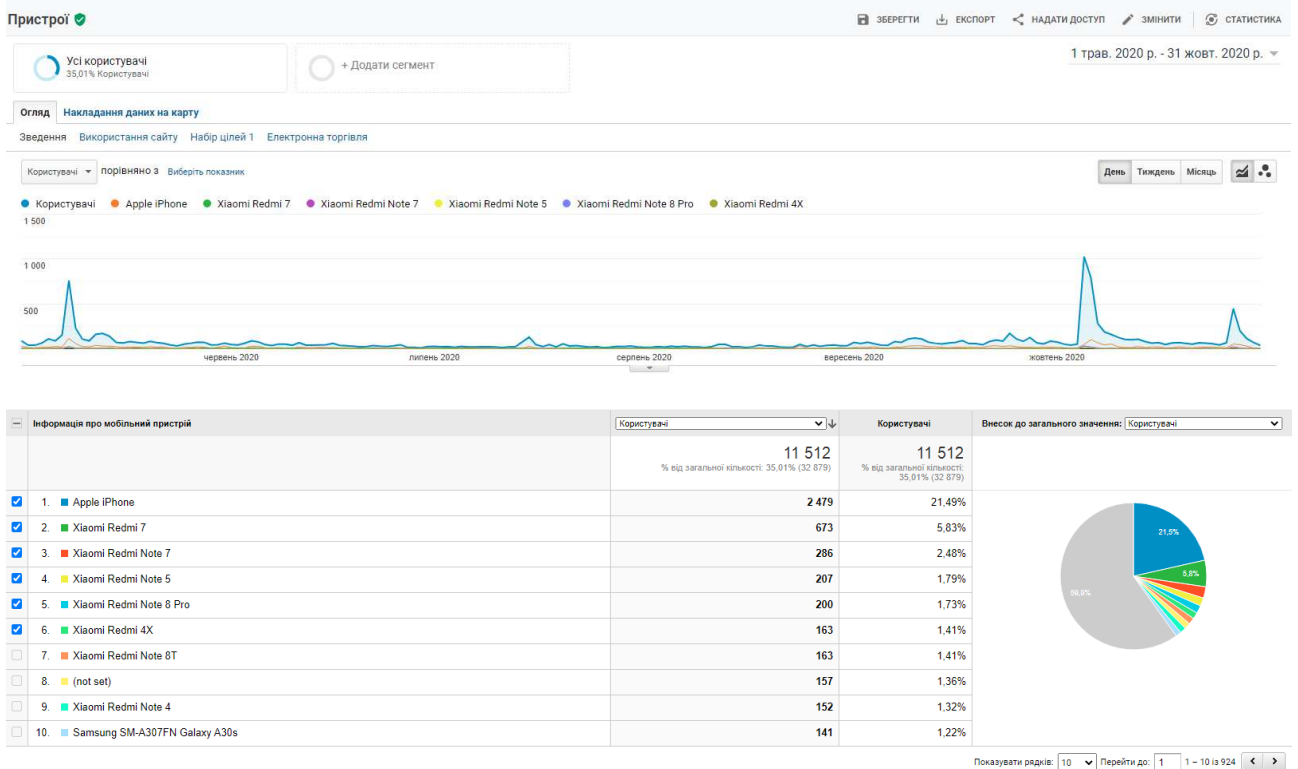 Пристрої
ЗБЕРЕГТИ ЕКСПОРТ НАДАТИ ДОСТУП ЗМІНИТИ СТАТИСТИКА
Усі користувачі
35,01% Користувачі
+ Додати сегмент
1 трав. 2020 р. - 31 жовт. 2020 р.
Огляд Накладання даних на карту
Зведення Використання сайту Набір цілей 1 Електронна торгівля
Користувачі порівняно з Виберіть показник
День Тиждень Місяць
Користувачі Apple iPhone Xiaomi Redmi 7 Xiaomi Redmi Note 7 Xiaomi Redmi Note 5 Xiaomi Redmi Note 8 Pro Xiaomi Redmi 4X
1 500
1 000
500
червень 2020 липень 2020 серпень 2020 вересень 2020 жовтень 2020
Інформація про мобільний пристрій Користувачі Користувачі Внесок до загального значення: Користувачі
11 512 11 512
% від загальної кількості: 35,01% (32 879) % від загальної кількості:
35,01% (32 879)
1. Apple iPhone 2 479 21,49%
2. Xiaomi Redmi 7 673 5,83%
3. Xiaomi Redmi Note 7 286 2,48%
4. Xiaomi Redmi Note 5 207 1,79%
5. Xiaomi Redmi Note 8 Pro 200 1,73%
6. Xiaomi Redmi 4X 163 1,41%
7. Xiaomi Redmi Note 8T 163 1,41%
8. (not set) 157 1,36%
9. Xiaomi Redmi Note 4 152 1,32%
10. Samsung SM-A307FN Galaxy A30s 141 1,22%
21,5%
5,8%
59,9%
Показувати рядків: 10 Перейти до: 1 1 – 10 із 924